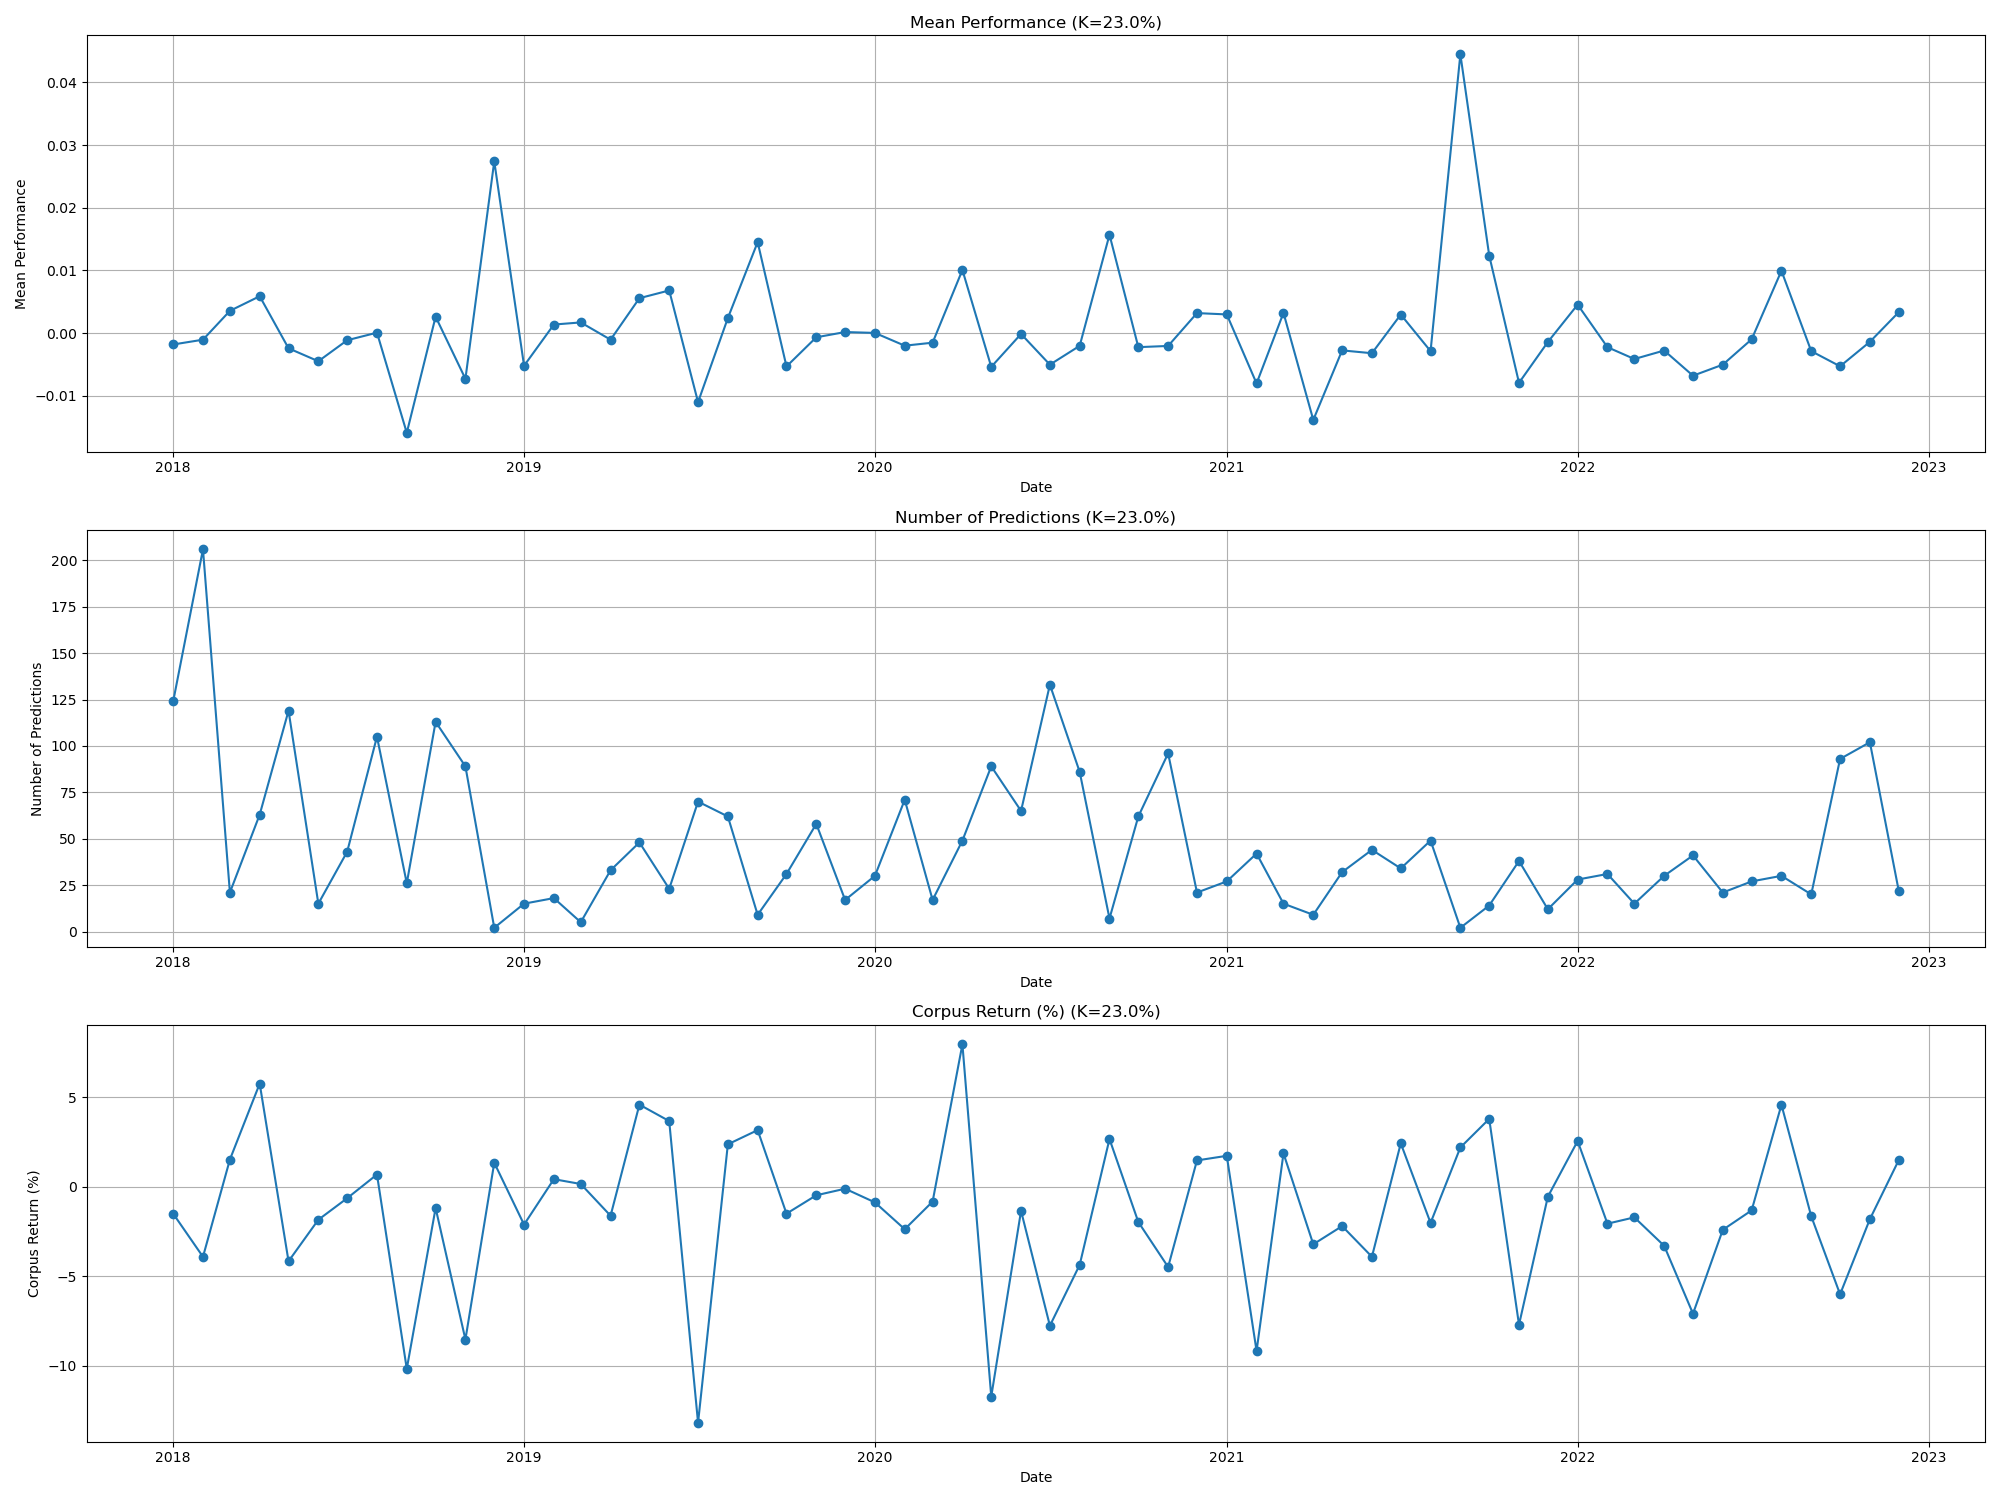 Mean Performance (K=23.0%)
Mean Performance
0.04
0.03
0.02
0.01
0.00
−0.01
2018 2019 2020 2021 2022 2023
Date
Number of Predictions (K=23.0%)
Number of Predictions
200
175
150
125
100
75
50
25
0
2018 2019 2020 2021 2022 2023
Date
Corpus Return (%) (K=23.0%)
Corpus Return (%)
5
0
−5
−10
2018 2019 2020 2021 2022 2023
Date